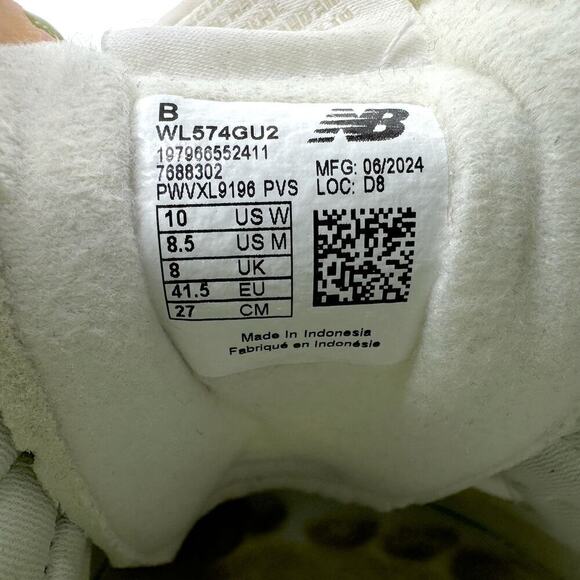 B
WL574GU2
NB
197966552411
7688302
PWVXL9196 PVS
MFG: 06/2024
LOC: D8
10 US W
8.5 US M
8 UK
41.5 EU
27 CM
Made In Indonesia
Fabriqué en Indonésie